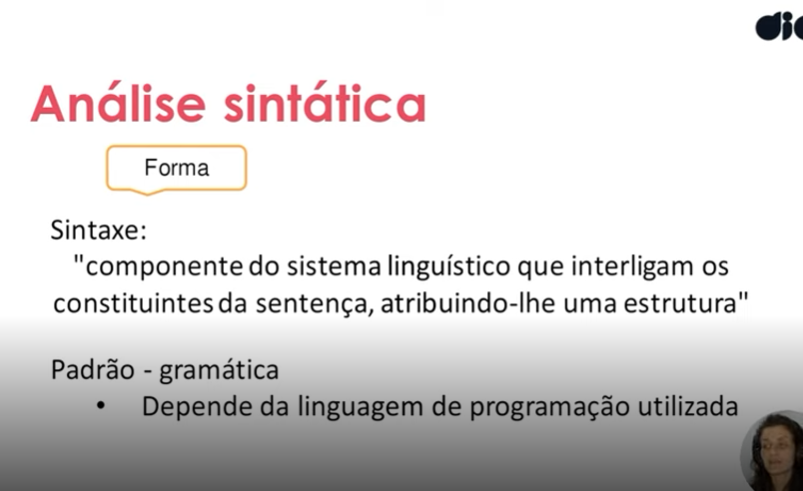 Análise sintática
Forma
Sintaxe:
"componente do sistema linguístico que interligam os
constituintes da sentença, atribuindo-lhe uma estrutura"
Padrão - gramática
• Depende da linguagem de programação utilizada